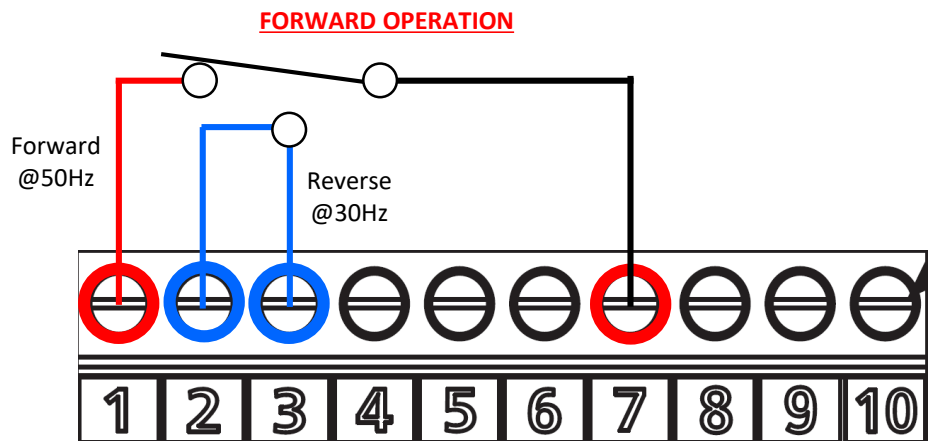 FORWARD OPERATION
Forward
@50Hz
Reverse
@30Hz
1 2 3 4 5 6 7 8 9 10